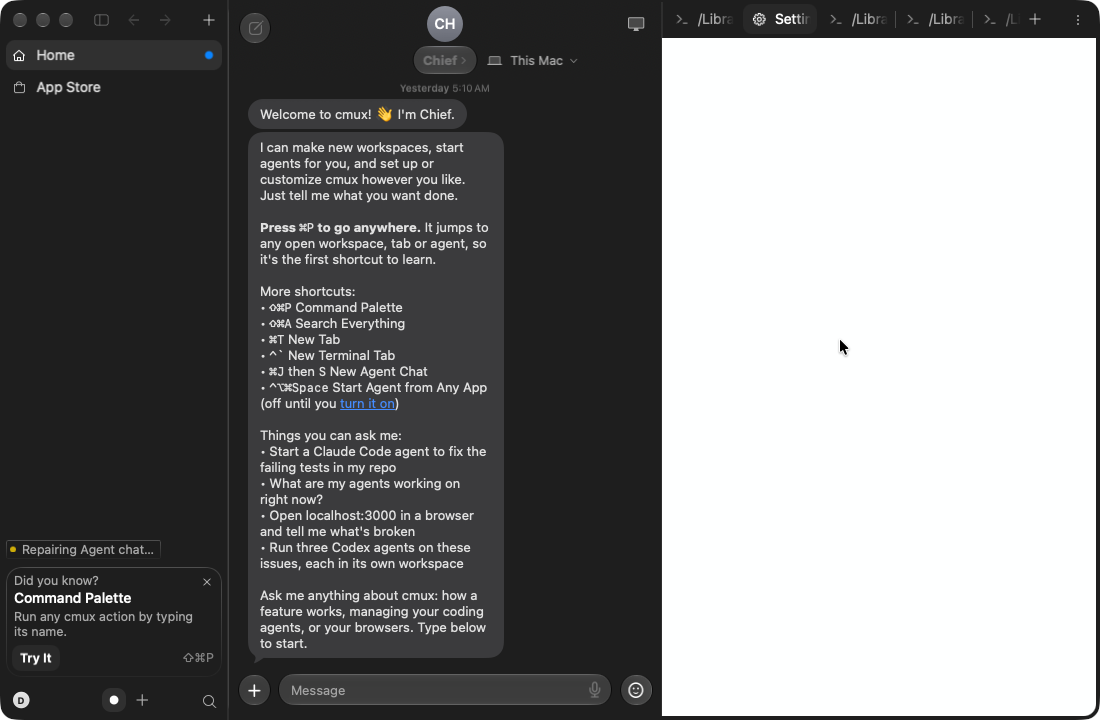 Home
App Store
Repairing Agent chat...
Did you know?
Command Palette
Run any cmux action by typing
its name.
Try It
⇧⌘P
D
CH
Chief
This Mac
Yesterday 5:10 AM
Welcome to cmux! 👋 I'm Chief.
I can make new workspaces, start
agents for you, and set up or
customize cmux however you like.
Just tell me what you want done.
Press ⌘P to go anywhere. It jumps to
any open workspace, tab or agent, so
it's the first shortcut to learn.
More shortcuts:
• ⇧⌘P Command Palette
• ⇧⌘A Search Everything
• ⌘T New Tab
• ^` New Terminal Tab
• ⌘J then S New Agent Chat
• ^⌥⌘Space Start Agent from Any App
(off until you turn it on)
Things you can ask me:
• Start a Claude Code agent to fix the
failing tests in my repo
• What are my agents working on
right now?
• Open localhost:3000 in a browser
and tell me what's broken
• Run three Codex agents on these
issues, each in its own workspace
Ask me anything about cmux: how a
feature works, managing your coding
agents, or your browsers. Type below
to start.
Message